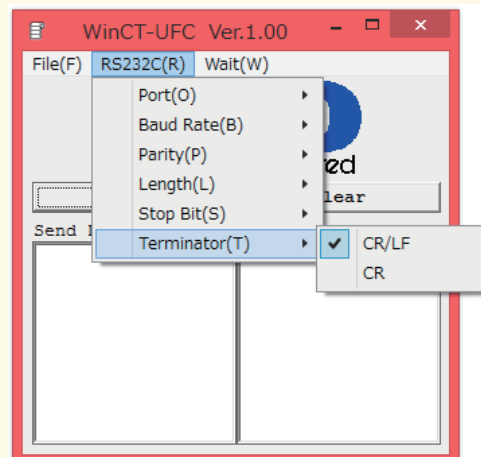 WinCT-UFC Ver.1.00
File(F) RS232C(R) Wait(W)
Port(O)
Baud Rate(B)
Parity(P)
Length(L)
Stop Bit(S)
Terminator(T)
CR/LF
CR
Send